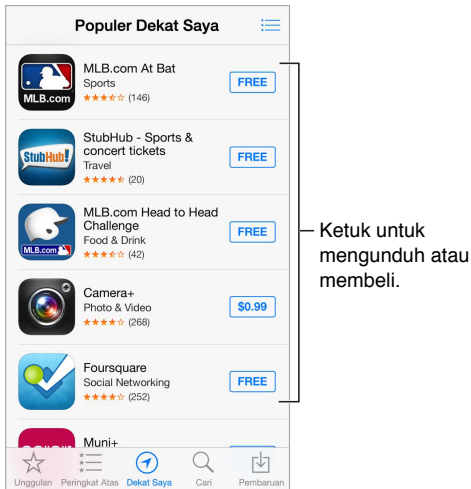 Populer Dekat Saya
MLB.com
MLB.com At Bat
Sports
(146)
FREE
StubHub!
StubHub - Sports &
concert tickets
Travel
(20)
FREE
MLB.com
MLB.com Head to Head
Challenge
Food & Drink
(42)
FREE
Camera+
Photo & Video
(268)
$0.99
Foursquare
Social Networking
(252)
FREE
Muni+
Ketuk untuk
mengunduh atau
membeli.
Unggulan
Peringkat Atas
Dekat Saya
Cari
Pembaruan